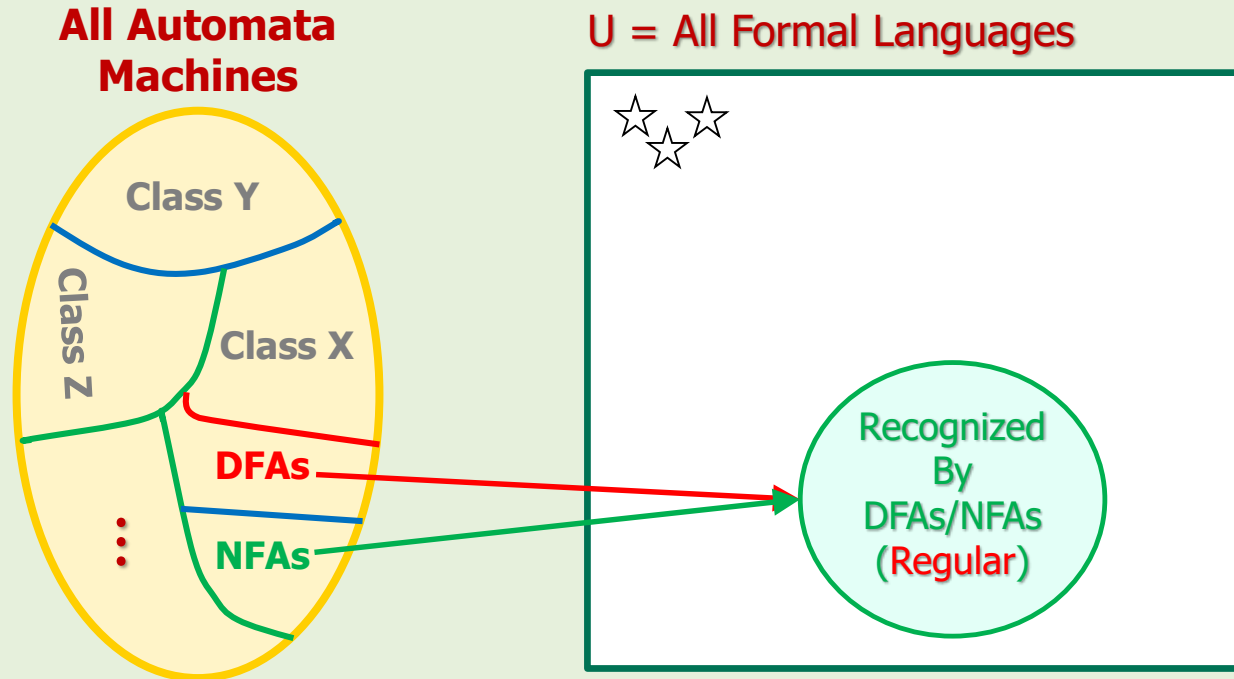 All Automata
Machines
U = All Formal Languages
Class Y
Class Z
Class X
DFAs
NFAs
...
Recognized
By
DFAs/NFAs
(Regular)